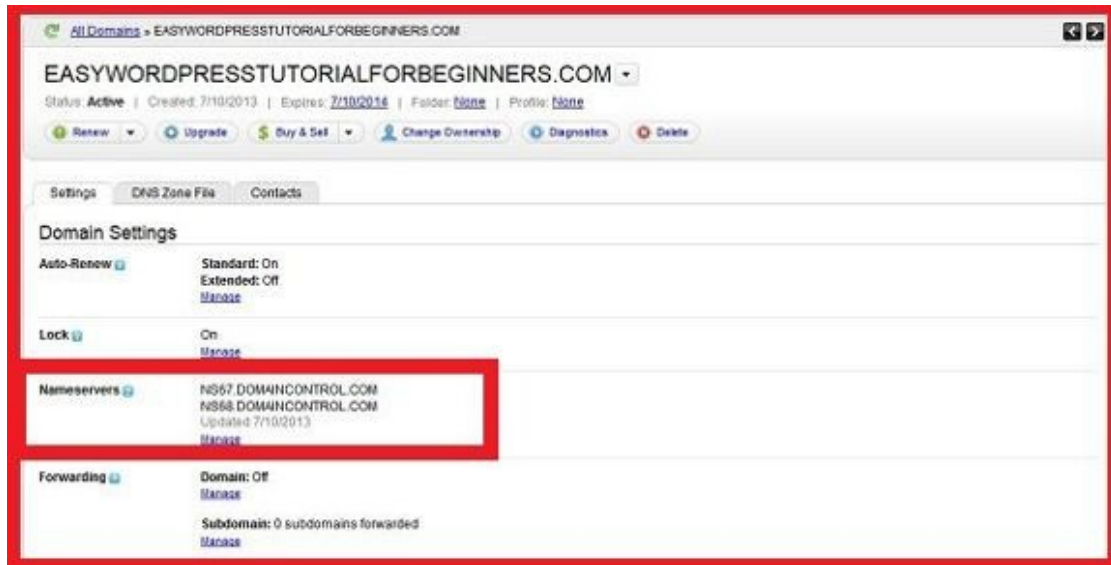 All Domains » EASYWORDPRESSTUTORIALFORBEGINNERS.COM
EASYWORDPRESSTUTORIALFORBEGINNERS.COM
Status: Active | Created: 7/10/2013 | Expires: 7/10/2014 | Folder: None | Profile: None
Renew Upgrade Buy & Sell Change Ownership Diagnostics Delete
Settings DNS Zone File Contacts
Domain Settings
Auto-Renew Standard: On
Extended: Off
Manage
Lock On
Manage
Nameservers NS67.DOMAINCONTROL.COM
NS68.DOMAINCONTROL.COM
Updated 7/10/2013
Manage
Forwarding Domain: Off
Manage
Subdomain: 0 subdomains forwarded
Manage